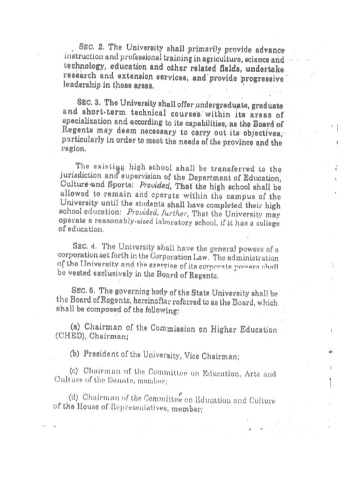 SEC. 2. The University shall primarily provide advance
instruction and professional training in agriculture, science and
technology, education and other related fields, undertake
research and extension services, and provide progressive
leadership in these areas.
SEC. 3. The University shall offer undergraduate, graduate
and short-term technical courses within its areas of
specialization and according to its capabilities, as the Board of
Regents may deem necessary to carry out its objectives,
particularly in order to meet the needs of the province and the
region.
The existing high school shall be transferred to the
jurisdiction and supervision of the Department of Education,
Culture and Sports: Provided, That the high school shall be
allowed to remain and operate within the campus of the
University until the students shall have completed their high
school education: Provided, further, That the University may
operate a reasonably-sized laboratory school, if it has a college
of education.
SEC. 4. The University shall have the general powers of a
corporation set forth in the Corporation Law. The administration
of the University and the exercise of its corporate powers shall
be vested exclusively in the Board of Regents.
SEC. 5. The governing body of the State University shall be
the Board of Regents, hereinafter referred to as the Board, which
shall be composed of the following:
(a) Chairman of the Commission on Higher Education
(CHED), Chairman;
(b) President of the University, Vice Chairman;
(c) Chairman of the Committee on Education, Arts and
Culture of the Senate, member;
(d) Chairman of the Committee on Education and Culture
of the House of Representatives, member;